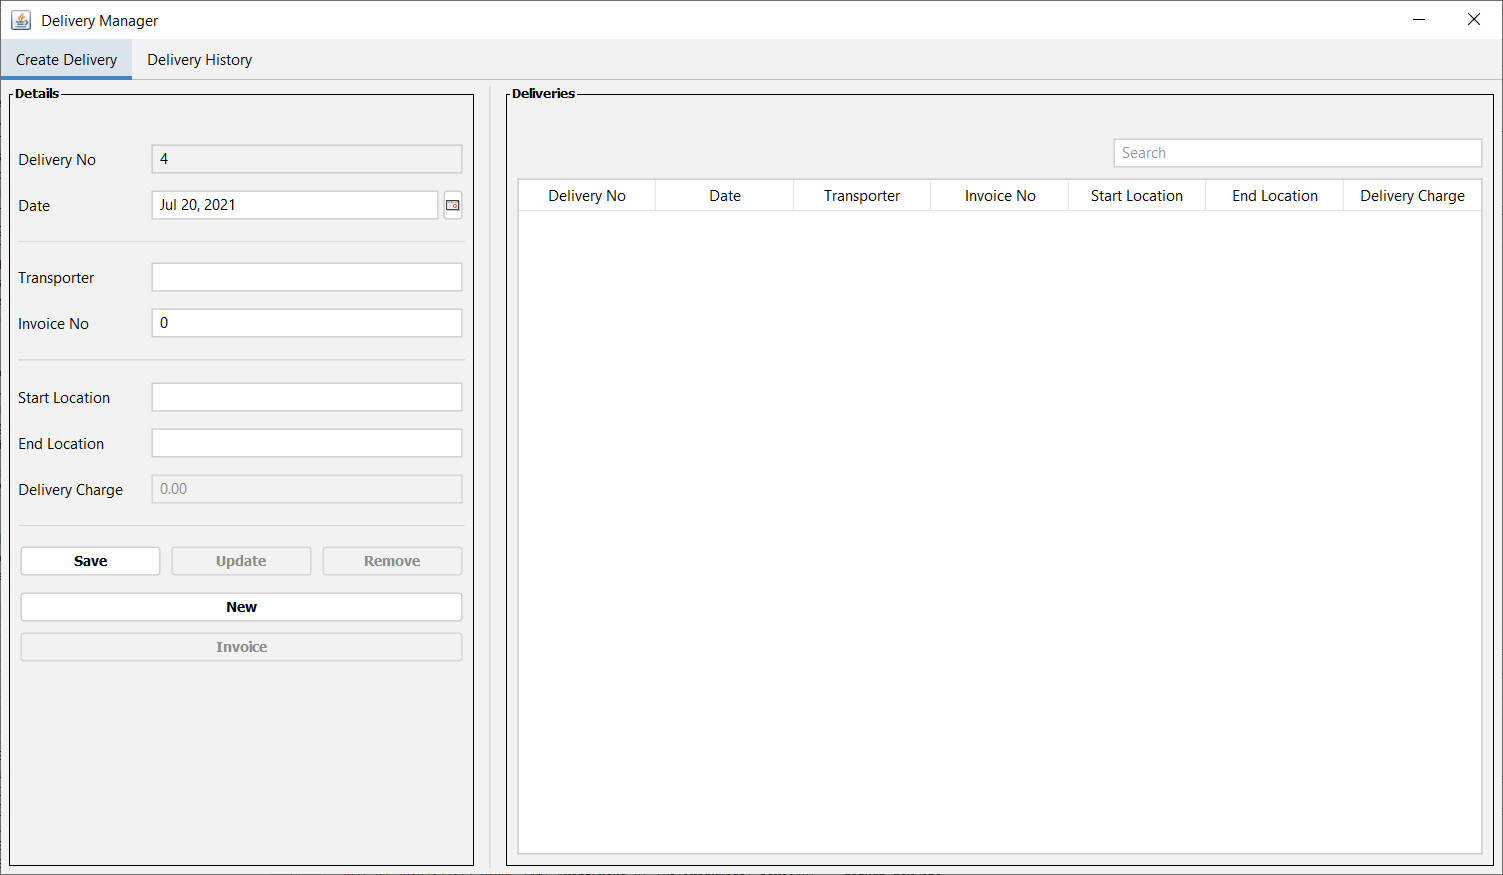 Delivery Manager
Create Delivery Delivery History
Details
Delivery No 4
Date Jul 20, 2021
Transporter
Invoice No 0
Start Location
End Location
Delivery Charge 0.00
Save Update Remove
New
Invoice
Deliveries
Search
Delivery No Date Transporter Invoice No Start Location End Location Delivery Charge